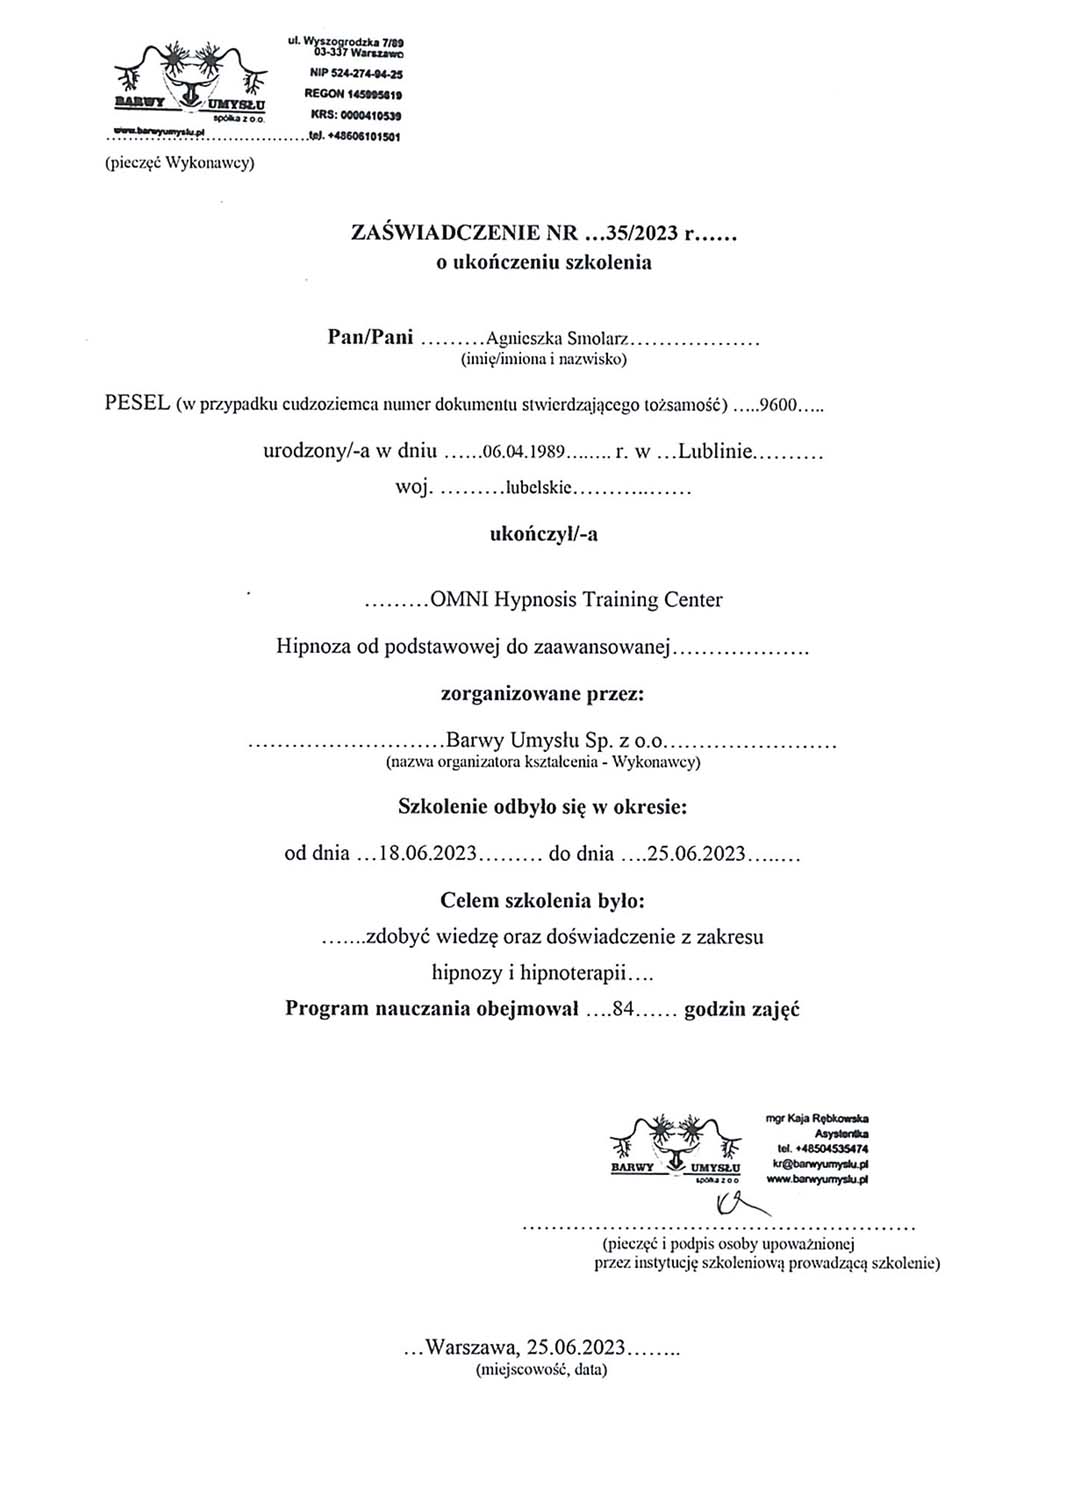 ul. Wyszogrodzka 7/89
03-337 Warszawa
NIP 524-274-94-25
REGON 145995619
KRS: 0000410539
BARWY UMYSŁU
spółka z o o.
www.barwyumyslu.pl
tel. +48606101501
(pieczęć Wykonawcy)
ZAŚWIADCZENIE NR ...35/2023 r......
o ukończeniu szkolenia
Pan/Pani .........Agnieszka Smolarz..................
(imię/imiona i nazwisko)
PESEL (w przypadku cudzoziemca numer dokumentu stwierdzającego tożsamość) .....9600.....
urodzony/-a w dniu ......06.04.1989........ r. w ...Lublinie..........
woj. .........lubelskie................
ukończył/-a
.........OMNI Hypnosis Training Center
Hipnoza od podstawowej do zaawansowanej...................
zorganizowane przez:
...........................Barwy Umysłu Sp. z o.o........................
(nazwa organizatora kształcenia - Wykonawcy)
Szkolenie odbyło się w okresie:
od dnia ...18.06.2023......... do dnia ....25.06.2023........
Celem szkolenia było:
.......zdobyć wiedzę oraz doświadczenie z zakresu
hipnozy i hipnoterapii....
Program nauczania obejmował ....84...... godzin zajęć
BARWY UMYSŁU
spółka z o o
mgr Kaja Rębkowska
Asystentka
tel. +48504535474
kr@barwyumyslu.pl
www.barwyumyslu.pl
......................................................
(pieczęć i podpis osoby upoważnionej
przez instytucję szkoleniową prowadzącą szkolenie)
...Warszawa, 25.06.2023........
(miejscowość, data)